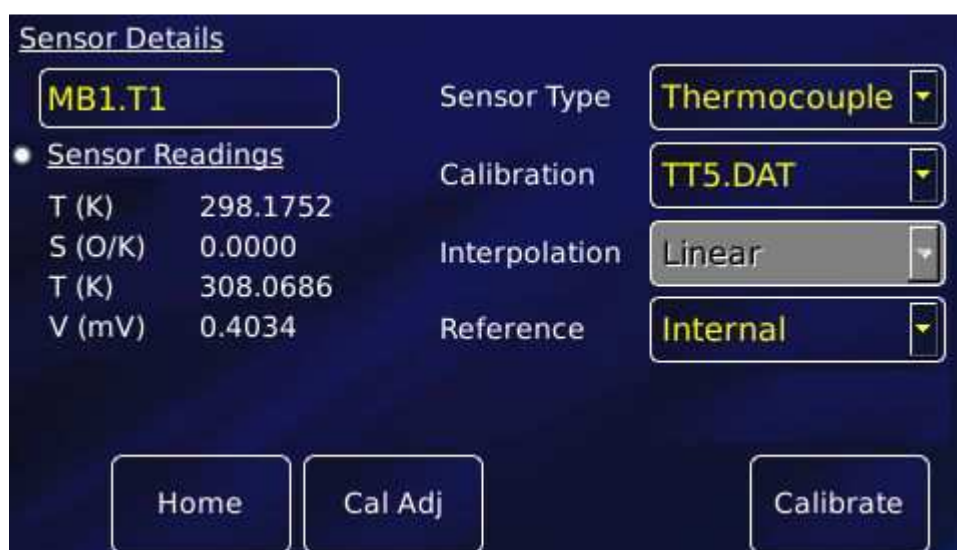 Sensor Details
MB1.T1
Sensor Readings
T (K) 298.1752
S (O/K) 0.0000
T (K) 308.0686
V (mV) 0.4034
Sensor Type Thermocouple
Calibration TT5.DAT
Interpolation Linear
Reference Internal
Home Cal Adj Calibrate